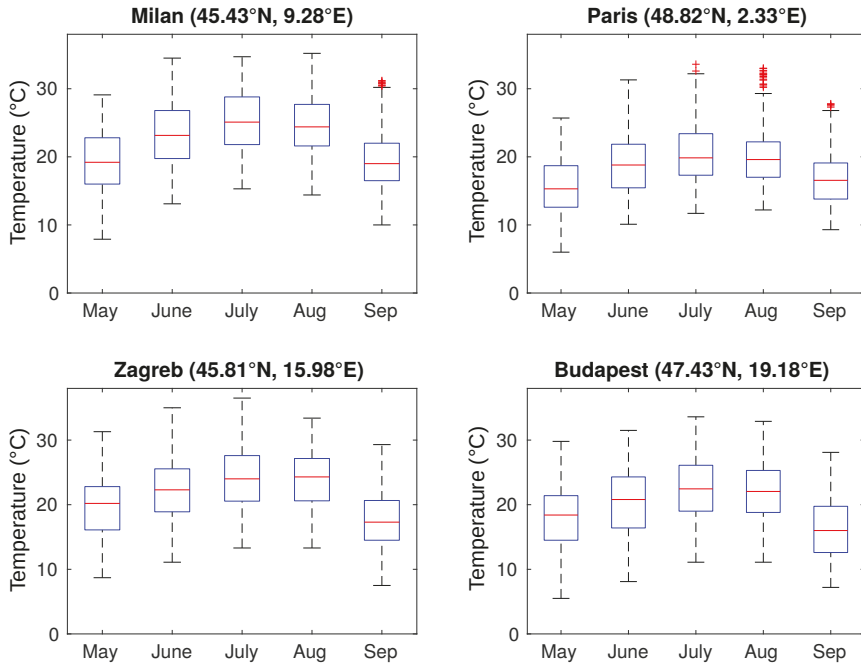 Milan (45.43°N, 9.28°E)
Temperature (°C)
30
20
10
0
May June July Aug Sep
Paris (48.82°N, 2.33°E)
Temperature (°C)
30
20
10
0
May June July Aug Sep
Zagreb (45.81°N, 15.98°E)
Temperature (°C)
30
20
10
0
May June July Aug Sep
Budapest (47.43°N, 19.18°E)
Temperature (°C)
30
20
10
0
May June July Aug Sep